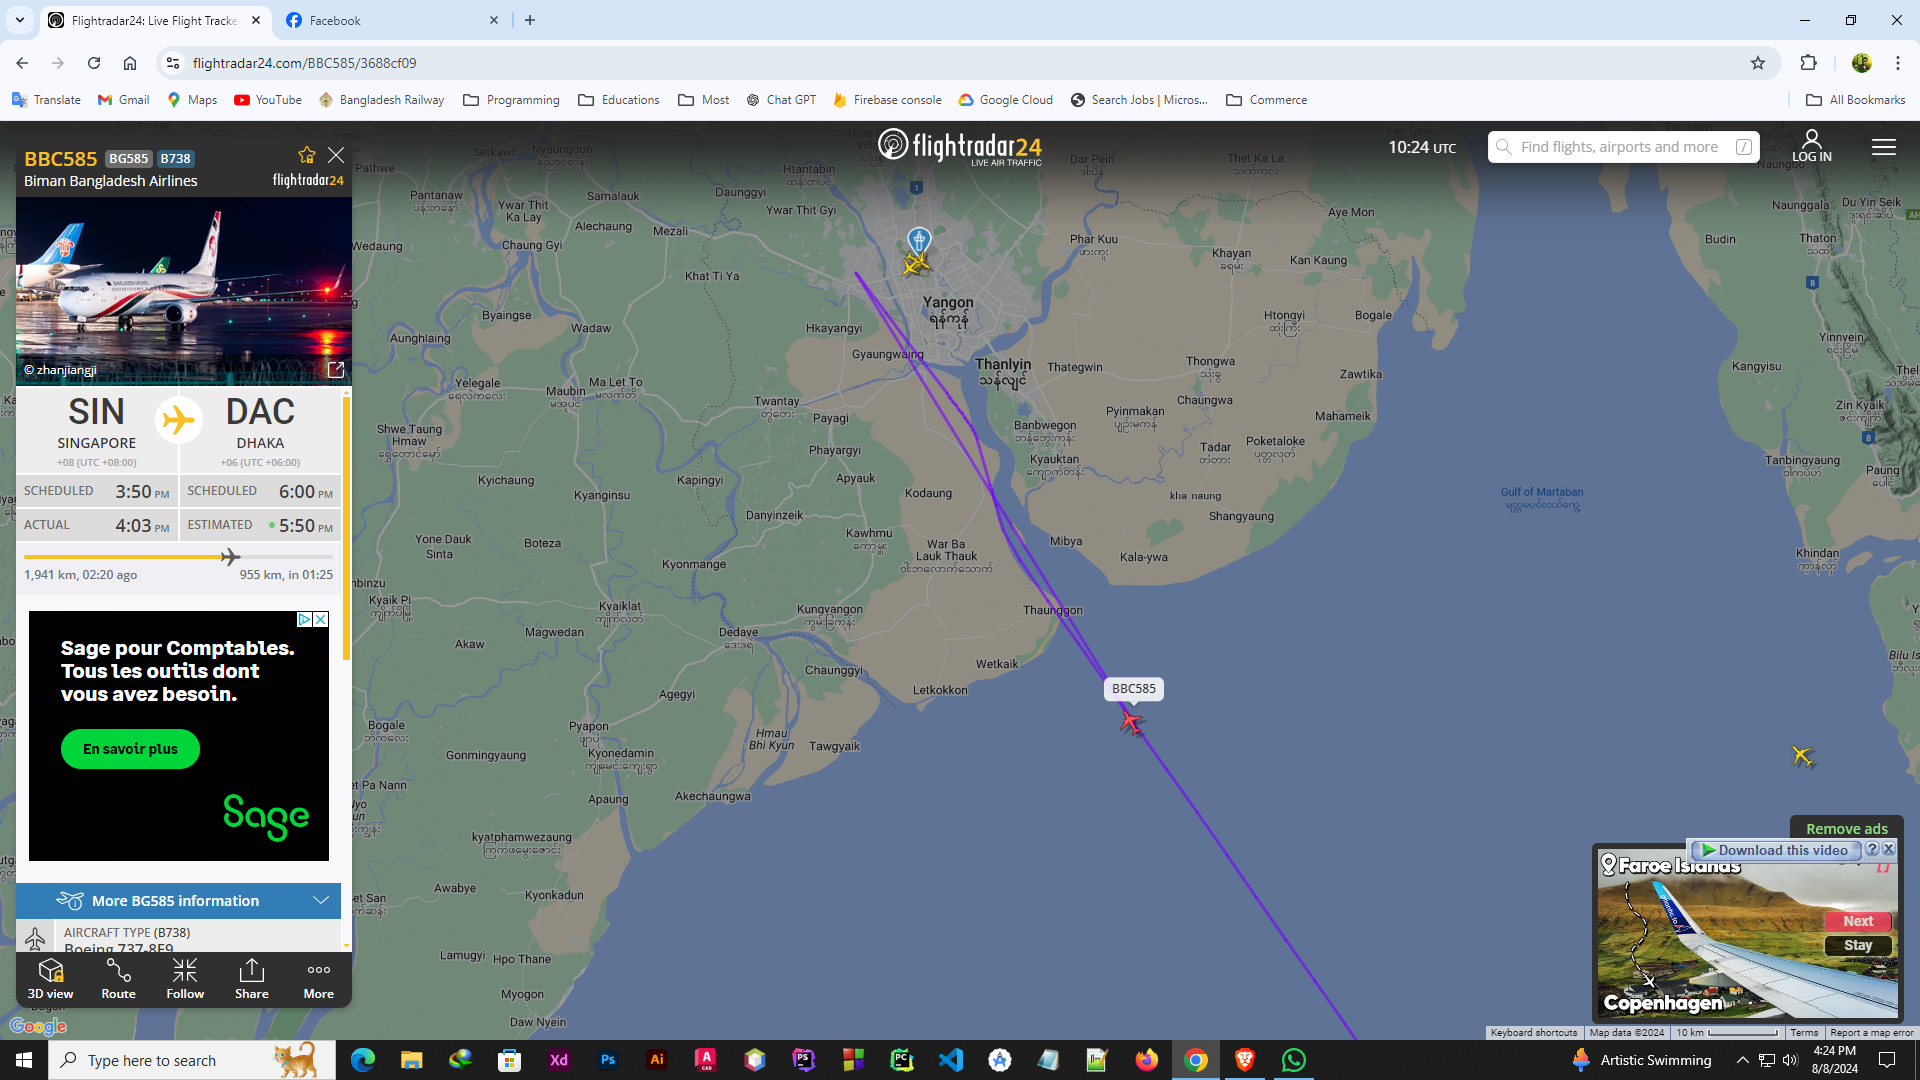 Flightradar24: Live Flight Tracke
Facebook
flightradar24.com/BBC585/3688cf09
Translate
Gmail
Maps
YouTube
Bangladesh Railway
Programming
Educations
Most
Chat GPT
Firebase console
Google Cloud
Search Jobs | Micros...
Commerce
All Bookmarks
BBC585 BG585 B738
Biman Bangladesh Airlines
flightradar24
© zhanjiangji
SIN
SINGAPORE
+08 (UTC +08:00)
DAC
DHAKA
+06 (UTC +06:00)
SCHEDULED 3:50 PM
SCHEDULED 6:00 PM
ACTUAL 4:03 PM
ESTIMATED 5:50 PM
1,941 km, 02:20 ago
955 km, in 01:25
Sage pour Comptables.
Tous les outils dont
vous avez besoin.
En savoir plus
Sage
More BG585 information
AIRCRAFT TYPE (B738)
Boeing 737-8E9
3D view
Route
Follow
Share
More
Google
flightradar24
LIVE AIR TRAFFIC
10:24 UTC
Find flights, airports and more /
LOG IN
Pathwe
Setkaw
Nyaungdon
Pantanaw
Ywar Thit
Ka Lay
Samalauk
Daunggyi
Htantabin
Dar Pein
Thet Ka La
Alechaung
Mezali
Ywar Thit Gyi
Aye Mon
Wedaung
Chaung Gyi
Phar Kuu
Khayan
Kan Kaung
Budin
Naunggala
Du Yin Seik
Thaton
Khat Ti Ya
Yangon
ရန်ကုန်
Byaingse
Wadaw
Hkayangyi
Htongyi
Bogale
Aunghlaing
Gyaungwaing
Thanlyin
သန်လျင်
Thategwin
Thongwa
Zawtika
Yinnvein
Kangyisu
Yelegale
Maubin
Ma Let To
Twantay
Payagi
Pyinmakan
Chaungwa
Mahameik
Zin Kyaik
Shwe Taung
Hmaw
Banbwegon
Tadar
Poketaloke
Phayargyi
Kyauktan
Tanbingyaung
Paung
Kyichaung
Kyanginsu
Kapingyi
Apyauk
Kodaung
kha naung
Shangyaung
Gulf of Martaban
Danyinzeik
Yone Dauk
Sinta
Boteza
Kawhmu
War Ba
Lauk Thauk
Mibya
Kala-ywa
Khindan
Kyonmange
Kyaik Pi
Kyaiklat
Kungvangon
Thaunggon
Akaw
Magwedan
Dedaye
Chaunggyi
Wetkaik
Agegyi
Letkokkon
BBC585
Bogale
Pyapon
Hmau
Bhi Kyun
Tawgyaik
Gonmyingyaung
Kyonedamin
Apaung
Akechaungwa
kyatphamwezaung
Awabye
Kyonkadun
Lamugyi
Hpo Thane
Myogon
Daw Nyein
Remove ads
Download this video
Faroe Islands
Next
Stay
Copenhagen
Keyboard shortcuts
Map data ©2024
10 km
Terms
Report a map error
Type here to search
Artistic Swimming
4:24 PM
8/8/2024